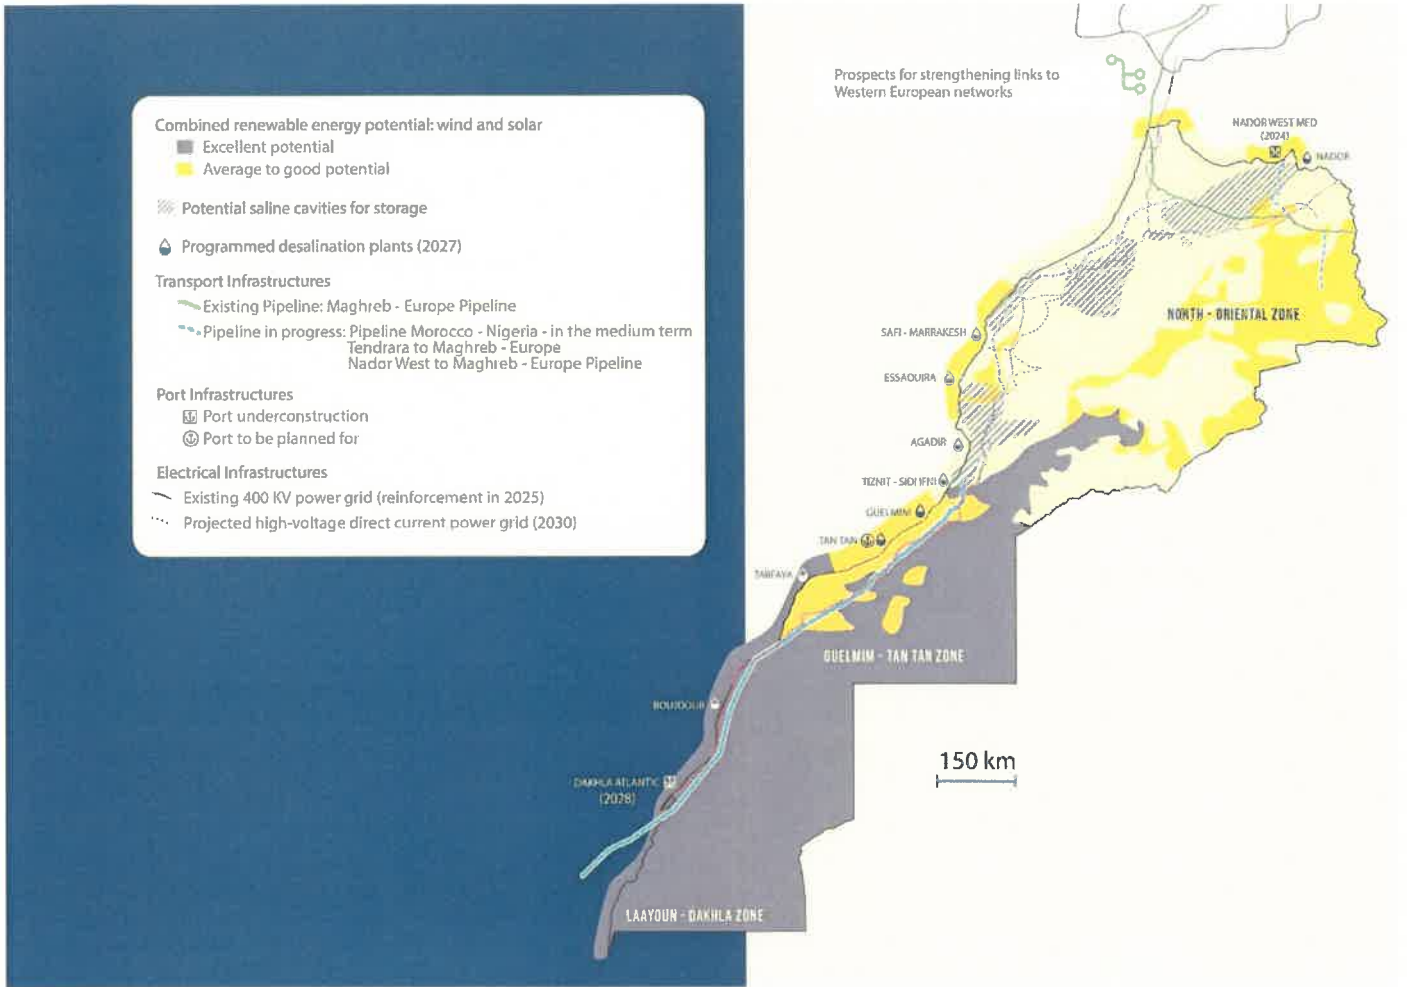 Prospects for strengthening links to
Western European networks
Combined renewable energy potential: wind and solar
Excellent potential
Average to good potential
Potential saline cavities for storage
Programmed desalination plants (2027)
Transport Infrastructures
Existing Pipeline: Maghreb - Europe Pipeline
Pipeline in progress: Pipeline Morocco - Nigeria - in the medium term
Tendrara to Maghreb - Europe
Nador West to Maghreb - Europe Pipeline
Port Infrastructures
Port underconstruction
Port to be planned for
Electrical Infrastructures
Existing 400 KV power grid (reinforcement in 2025)
Projected high-voltage direct current power grid (2030)
NADOR WEST MED
(2024)
NADOR
NORTH - ORIENTAL ZONE
SAFI - MARRAKESH
ESSAOUIRA
AGADIR
TIZNIT - SIDI IFNI
GUELMIM
TAN TAN
TARFAYA
GUELMIM - TAN TAN ZONE
BOUJDOUR
150 km
DAKHLA ATLANTIC
(2028)
LAAYOUN - DAKHLA ZONE